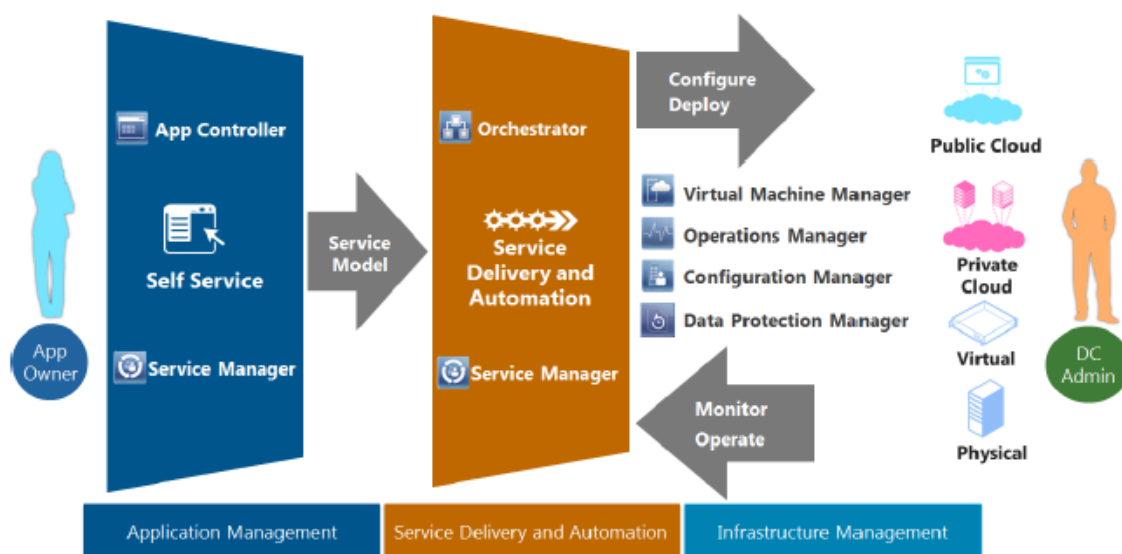 App Controller
Self Service
Service Manager
App
Owner
Service
Model
Orchestrator
Service
Delivery and
Automation
Service Manager
Configure
Deploy
Virtual Machine Manager
Operations Manager
Configuration Manager
Data Protection Manager
Monitor
Operate
Public Cloud
Private
Cloud
Virtual
Physical
DC
Admin
Application Management
Service Delivery and Automation
Infrastructure Management